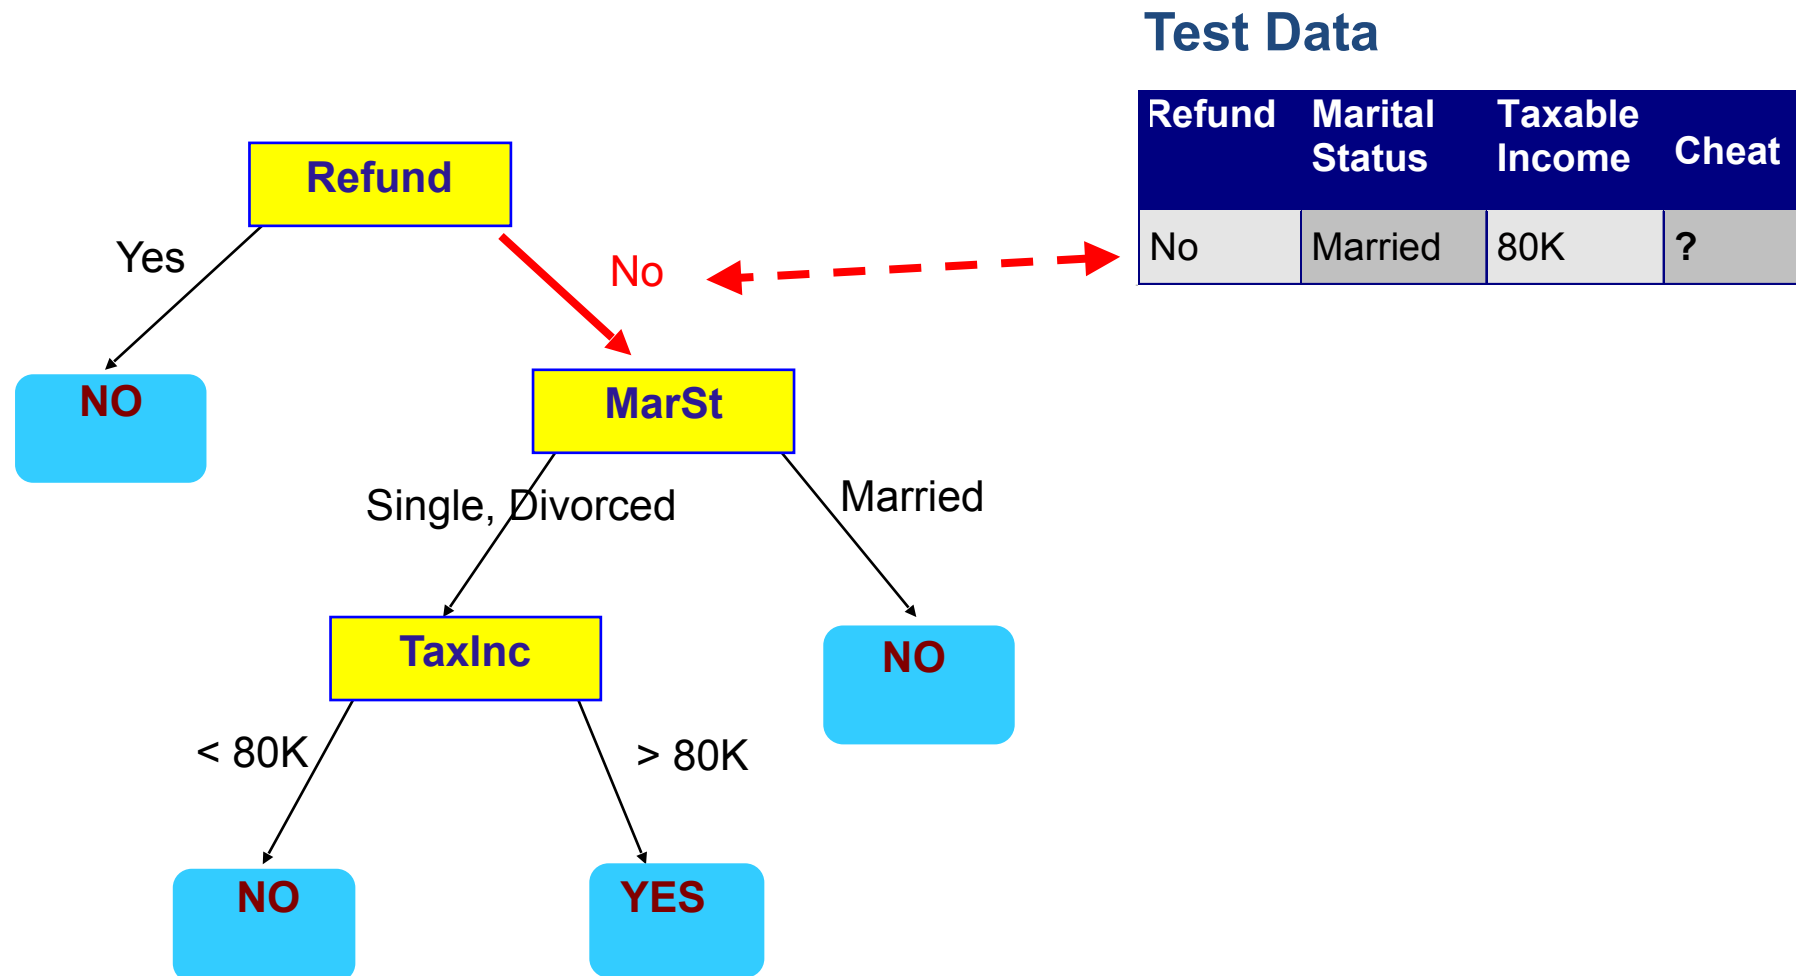 Test Data
Refund Marital Status Taxable Income Cheat
No Married 80K ?
Refund
Yes
No
NO
MarSt
Single, Divorced
Married
TaxInc
NO
< 80K
> 80K
NO
YES